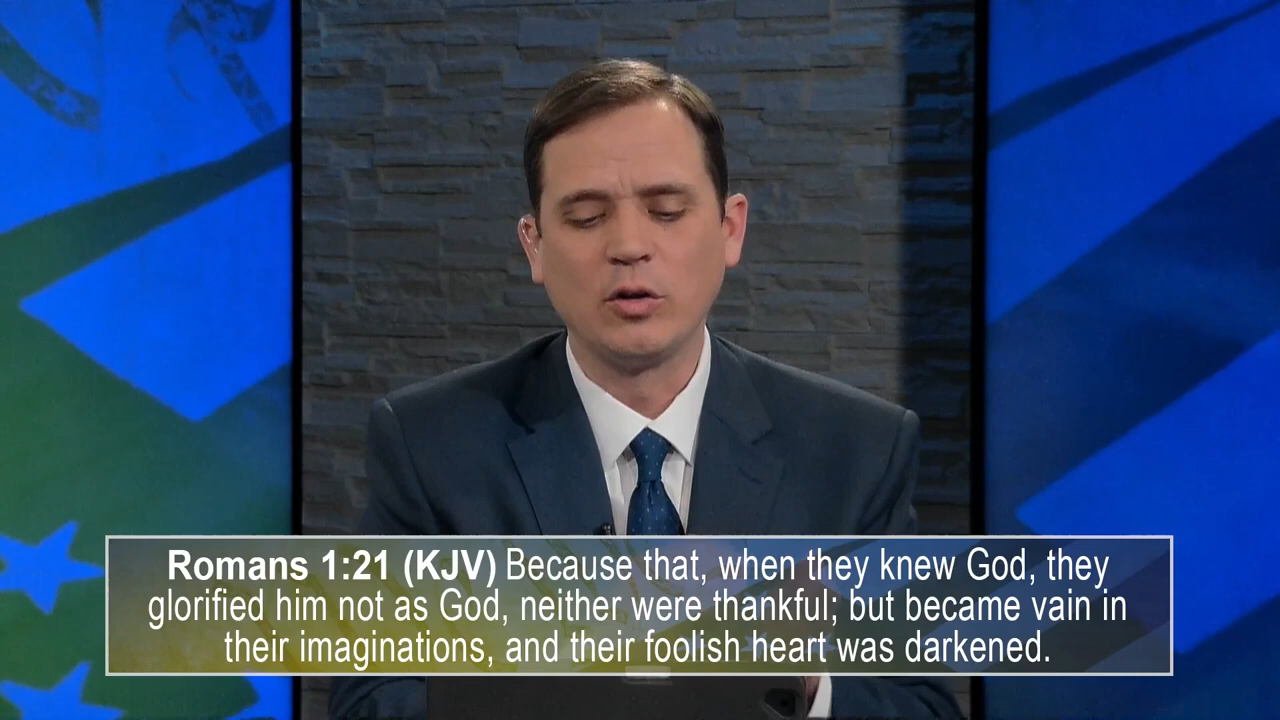 Romans 1:21 (KJV) Because that, when they knew God, they
glorified him not as God, neither were thankful; but became vain in
their imaginations, and their foolish heart was darkened.